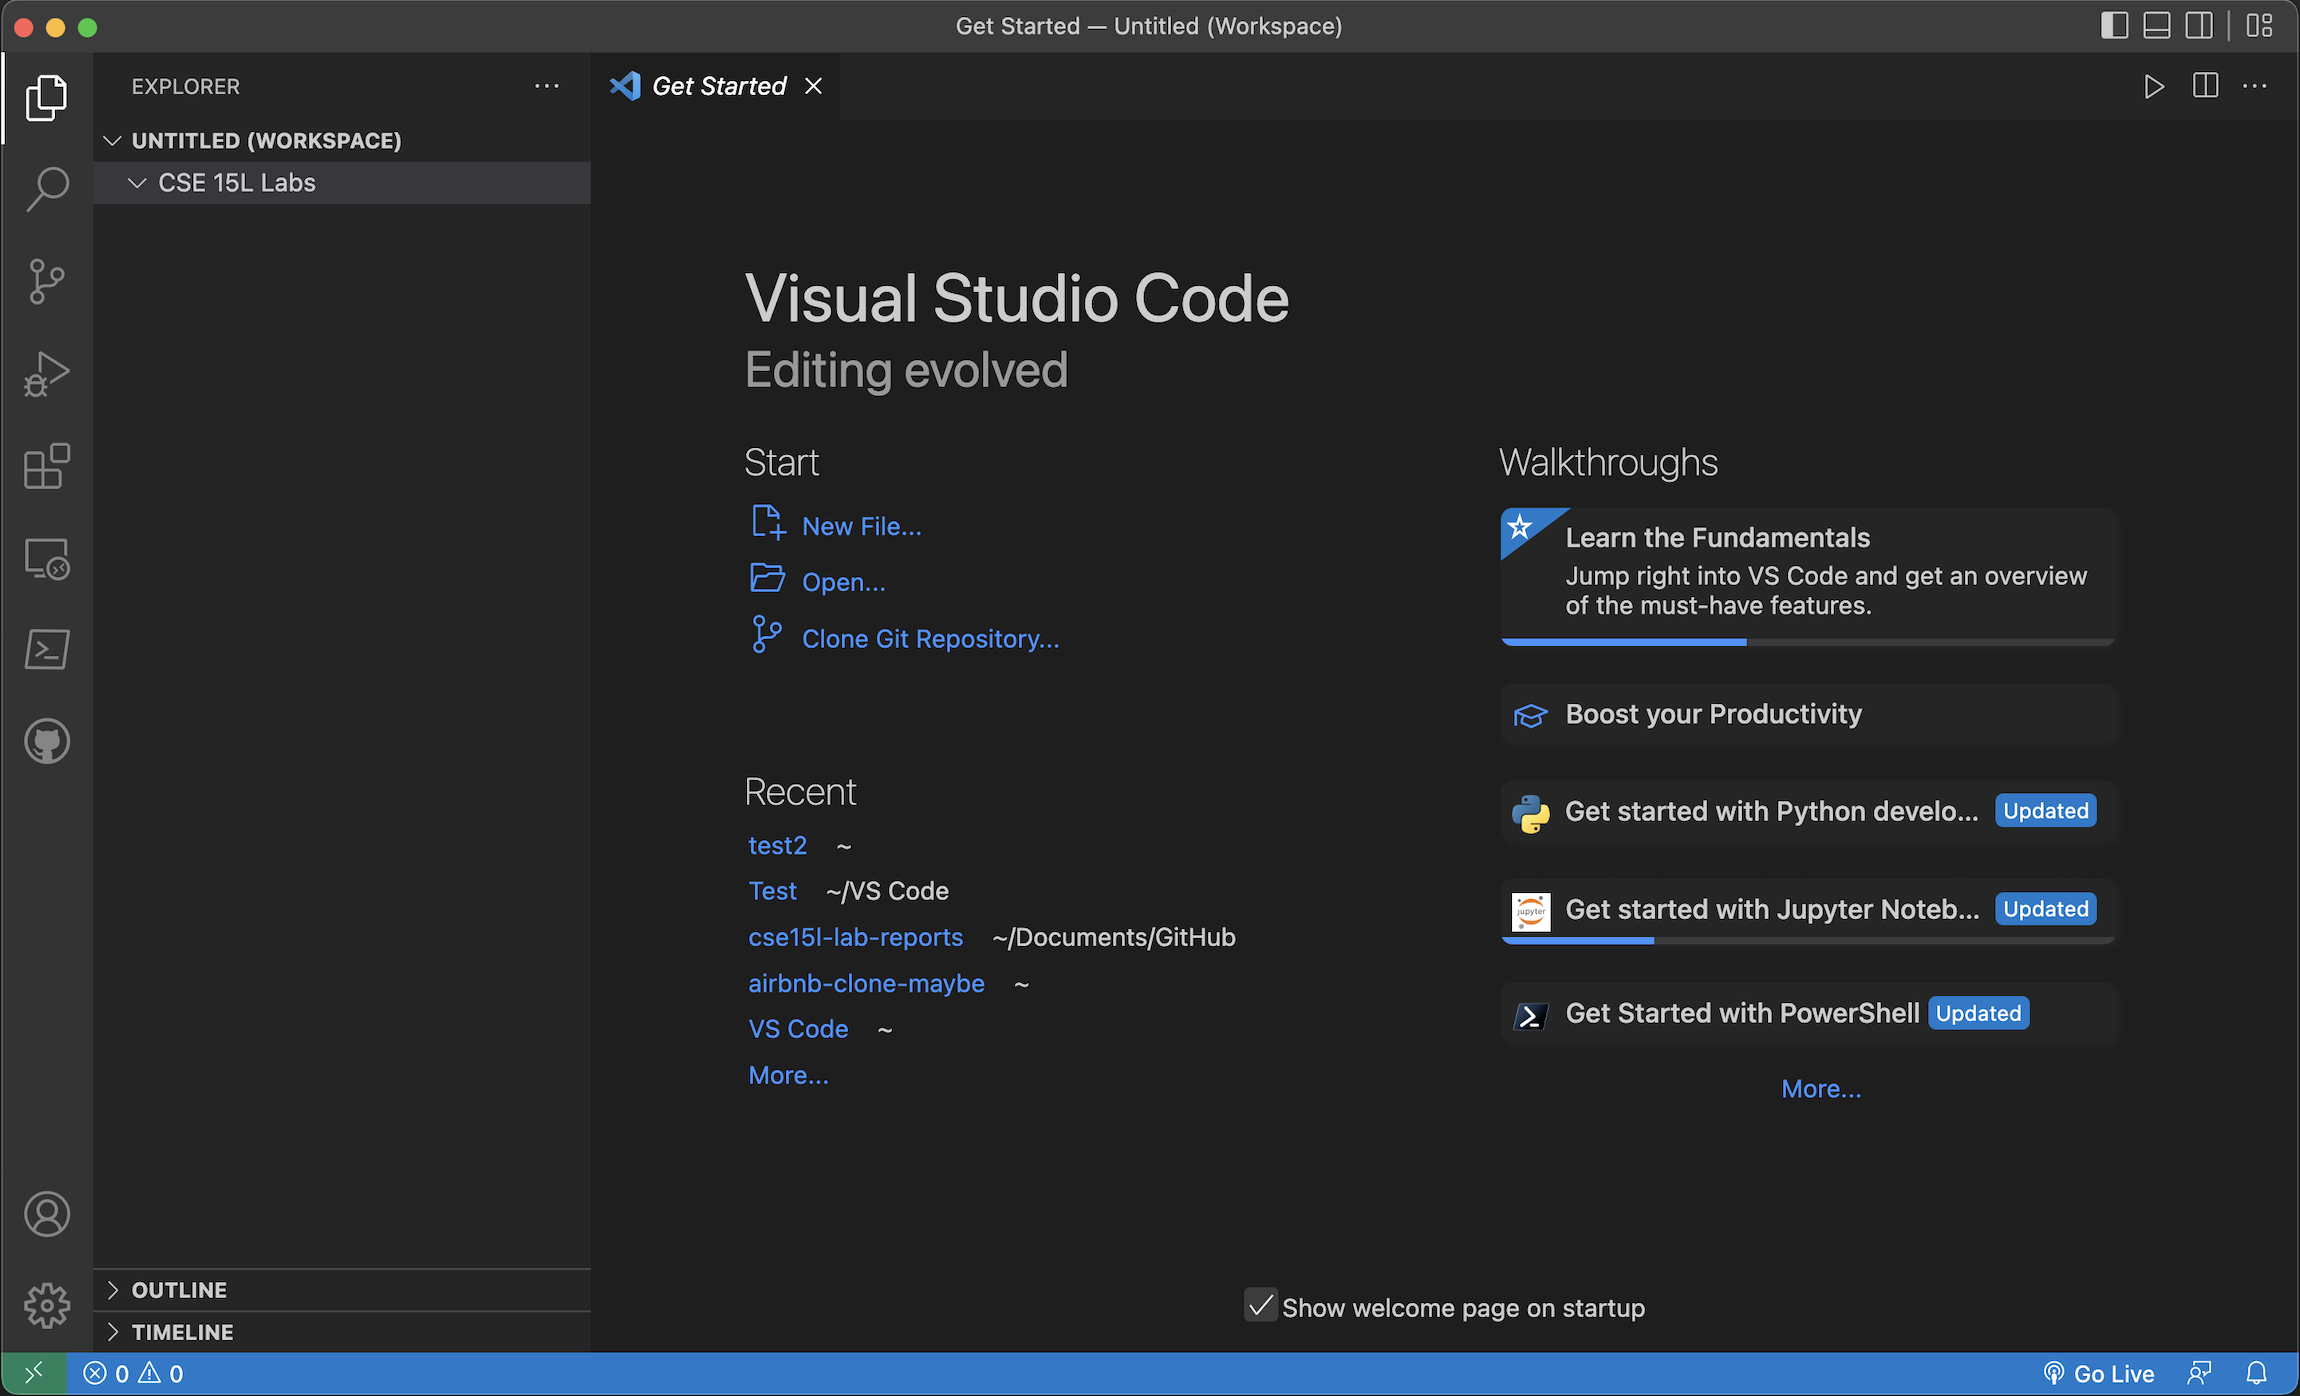 Get Started — Untitled (Workspace)
EXPLORER
UNTITLED (WORKSPACE)
CSE 15L Labs
OUTLINE
TIMELINE
Get Started
Visual Studio Code
Editing evolved
Start
New File...
Open...
Clone Git Repository...
Recent
test2 ~
Test ~/VS Code
cse15l-lab-reports ~/Documents/GitHub
airbnb-clone-maybe ~
VS Code ~
More...
Walkthroughs
Learn the Fundamentals
Jump right into VS Code and get an overview
of the must-have features.
Boost your Productivity
Get started with Python develo... Updated
jupyter
Get started with Jupyter Noteb... Updated
Get Started with PowerShell Updated
More...
Show welcome page on startup
0 0
Go Live